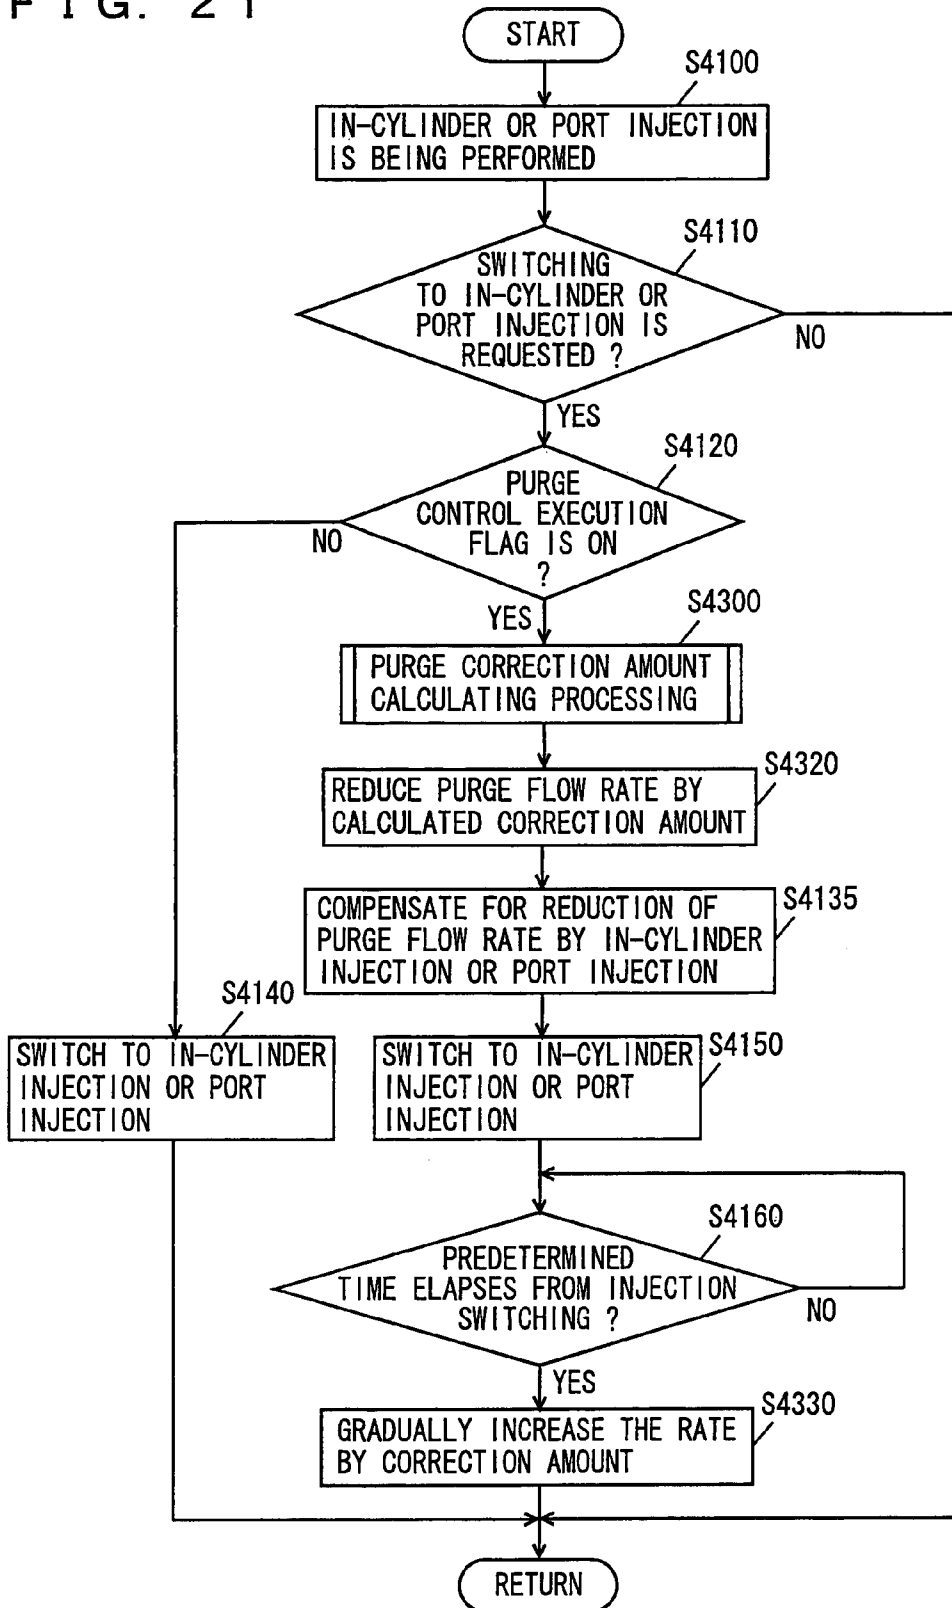 FIG. 21
START
S4100
IN-CYLINDER OR PORT INJECTION
IS BEING PERFORMED
S4110
SWITCHING
TO IN-CYLINDER OR
PORT INJECTION IS
REQUESTED ?
NO
YES
S4120
PURGE
CONTROL EXECUTION
FLAG IS ON
?
NO
YES
S4300
PURGE CORRECTION AMOUNT
CALCULATING PROCESSING
S4320
REDUCE PURGE FLOW RATE BY
CALCULATED CORRECTION AMOUNT
S4135
COMPENSATE FOR REDUCTION OF
PURGE FLOW RATE BY IN-CYLINDER
INJECTION OR PORT INJECTION
S4140
SWITCH TO IN-CYLINDER
INJECTION OR PORT
INJECTION
S4150
SWITCH TO IN-CYLINDER
INJECTION OR PORT
INJECTION
S4160
PREDETERMINED
TIME ELAPSES FROM INJECTION
SWITCHING ?
NO
YES
S4330
GRADUALLY INCREASE THE RATE
BY CORRECTION AMOUNT
RETURN